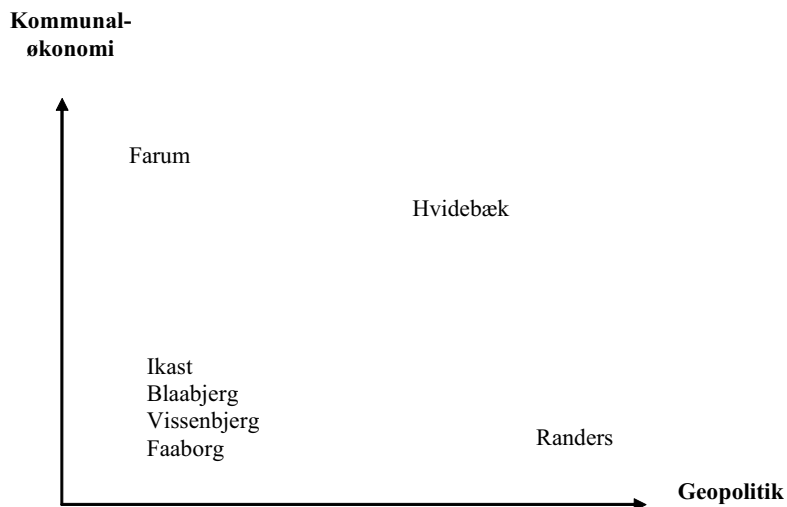 Kommunal-
økonomi
Farum
Hvidebæk
Ikast
Blaabjerg
Vissenbjerg
Faaborg
Randers
Geopolitik